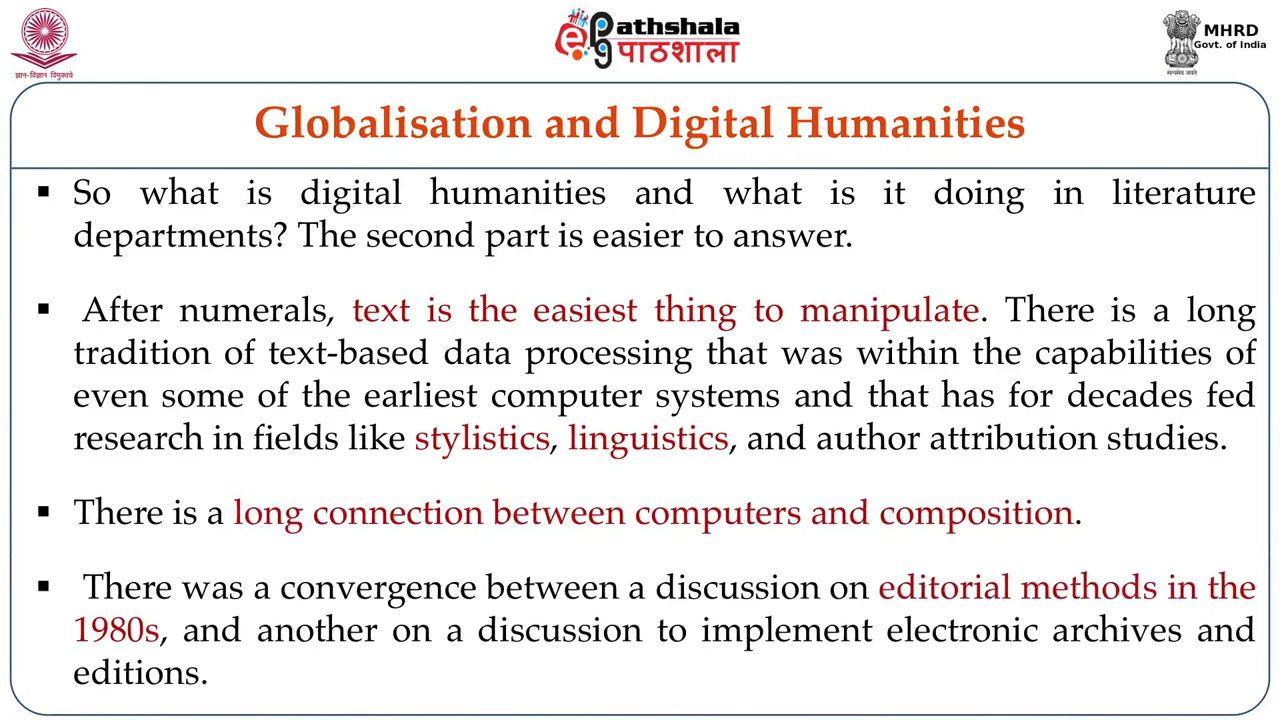 ज्ञान-विज्ञान विमुक्तये
ePathshala
पाठशाला
MHRD
Govt. of India
सत्यमेव जयते
Globalisation and Digital Humanities
▪ So what is digital humanities and what is it doing in literature
departments? The second part is easier to answer.
▪ After numerals, text is the easiest thing to manipulate. There is a long
tradition of text-based data processing that was within the capabilities of
even some of the earliest computer systems and that has for decades fed
research in fields like stylistics, linguistics, and author attribution studies.
▪ There is a long connection between computers and composition.
▪ There was a convergence between a discussion on editorial methods in the
1980s, and another on a discussion to implement electronic archives and
editions.